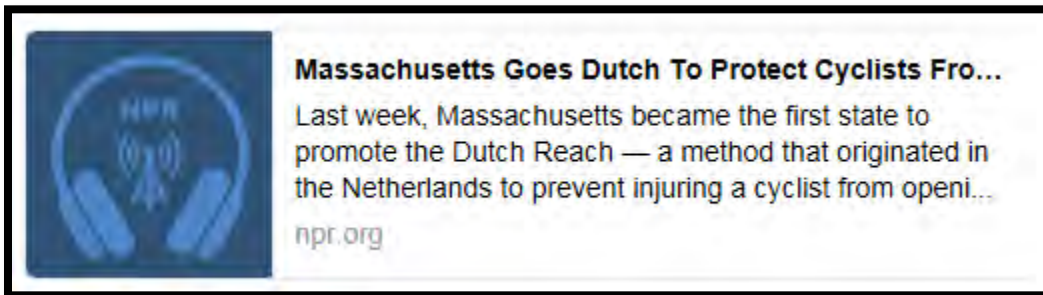 NPR
Massachusetts Goes Dutch To Protect Cyclists Fro...
Last week, Massachusetts became the first state to
promote the Dutch Reach — a method that originated in
the Netherlands to prevent injuring a cyclist from openi...
npr.org